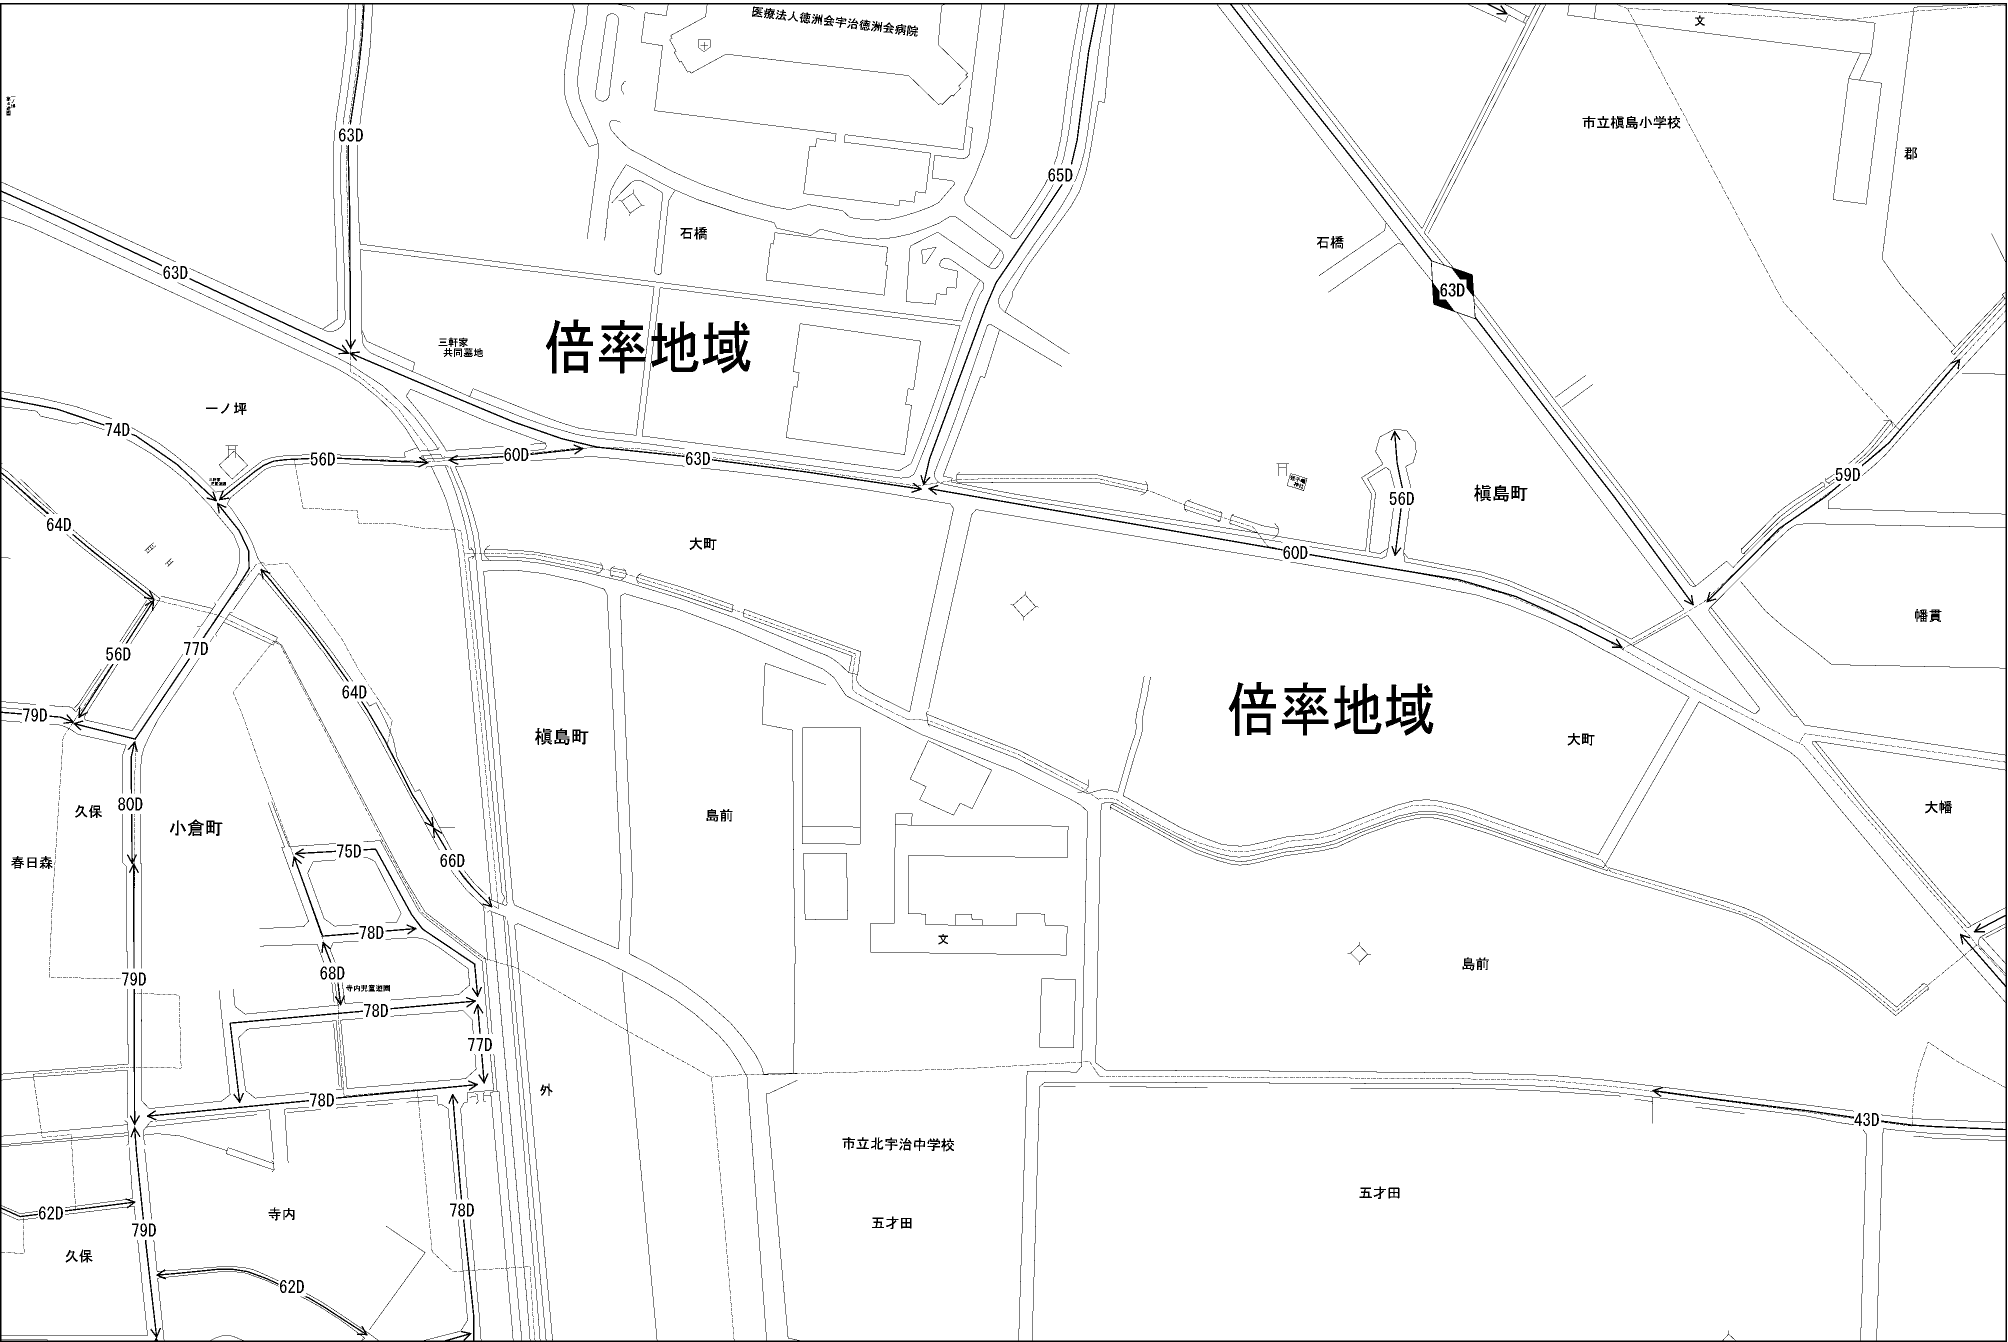 医療法人徳洲会宇治徳洲会病院
文
63D
市立槇島小学校
郡
65D
石橋
石橋
63D
63D
三軒家
共同墓地
倍率地域
一ノ坪
74D
56D
60D
63D
56D
槇島町
59D
64D
大町
60D
幡貫
56D
77D
64D
79D
倍率地域
槇島町
大町
80D
久保
小倉町
島前
大幡
春日森
75D
66D
78D
文
79D
68D
島前
寺内児童遊園
78D
77D
外
78D
43D
市立北宇治中学校
五才田
62D
寺内
78D
79D
五才田
久保
62D